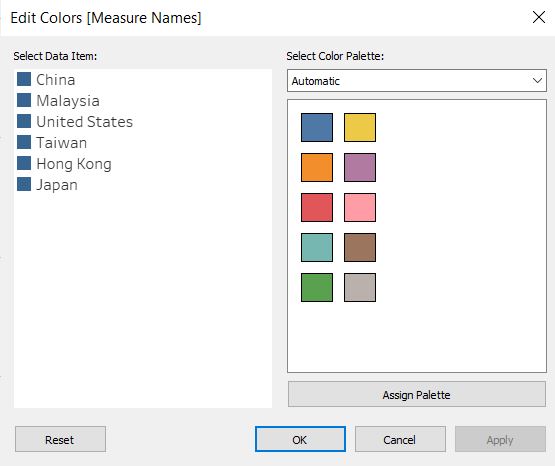 Edit Colors [Measure Names]
Select Data Item:
China
Malaysia
United States
Taiwan
Hong Kong
Japan
Select Color Palette:
Automatic
Assign Palette
Reset
OK
Cancel
Apply